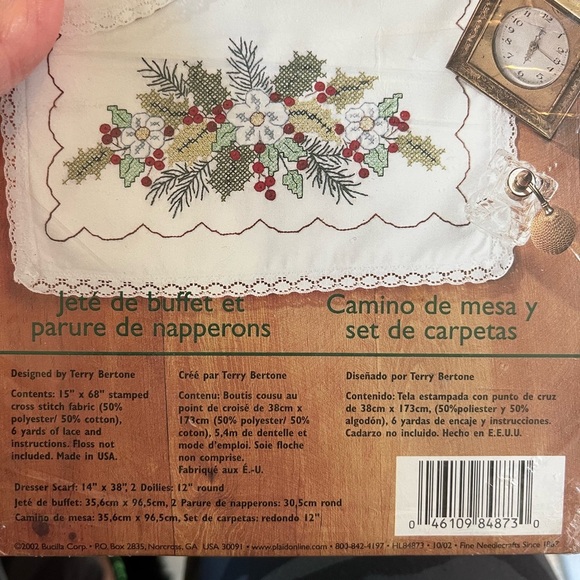 Jeté de buffet et
parure de napperons
Camino de mesa y
set de carpetas
Designed by Terry Bertone
Contents: 15" x 68" stamped
cross stitch fabric (50%
polyester/ 50% cotton),
6 yards of lace and
instructions. Floss not
included. Made in USA.
Créé par Terry Bertone
Contenu: Boutis cousu au
point de croisé de 38cm x
173cm (50% polyester/ 50%
coton), 5,4m de dentelle et
mode d'emploi. Soie floche
non comprise.
Fabriqué aux É.-U.
Diseñado por Terry Bertone
Contenido: Tela estampada con punto de cruz
de 38cm x 173cm, (50%poliester y 50%
algodón), 6 yardas de encaje y instrucciones.
Cadarzo no incluido. Hecho en E.E.U.U.
Dresser Scarf: 14" x 38", 2 Doilies: 12" round
Jeté de buffet: 35,6cm x 96,5cm, 2 Parure de napperons: 30,5cm rond
Camino de mesa: 35,6cm x 96,5cm, Set de carpetas: redondo 12"
0 46109 84873 0
©2002 Bucilla Corp. • P.O. Box 2835, Norcross, GA USA 30091 • www.plaidonline.com • 800-842-4197 • HL84873 • 10/02 • Fine Needlecrafts Since 1867